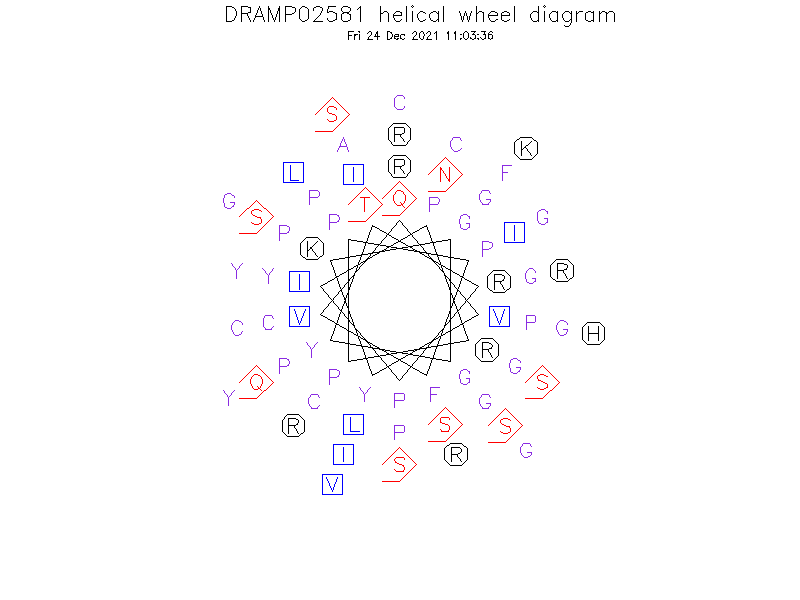 DRAMP02581 helical wheel diagram
Fri 24 Dec 2021 11:03:36
C
S
R
A C K
R
L I N F
G P T Q P G
S G
P G
P I
K P
Y Y G R
I R
V V
C C P G H
Y R
P G
P G
Q S
Y C Y P F G
R L S S
P
I R G
S
V